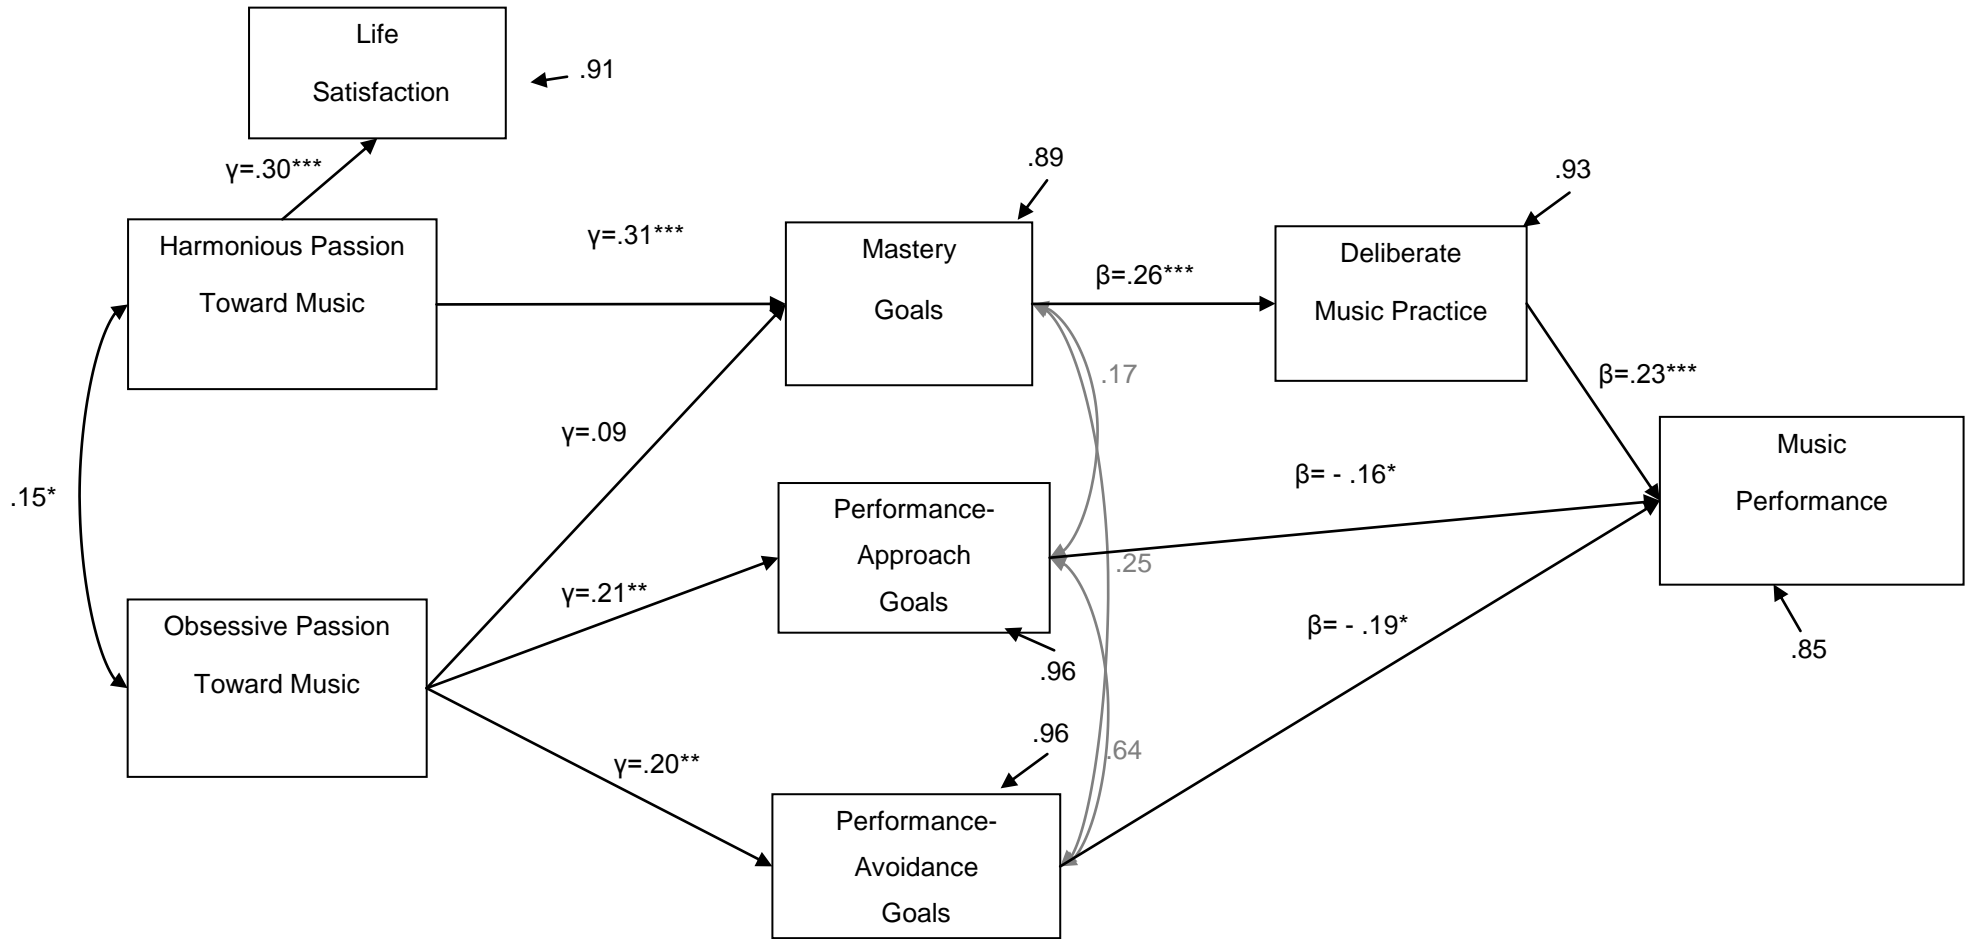 Life
Satisfaction
.91
γ=.30***
Harmonious Passion
Toward Music
γ=.31***
.89
Mastery
Goals
β=.26***
.93
Deliberate
Music Practice
.17
β=.23***
γ=.09
.15*
Performance-
Approach
Goals
.25
β= - .16*
Music
Performance
.85
γ=.21**
Obsessive Passion
Toward Music
.96
β= - .19*
γ=.20**
.96
.64
Performance-
Avoidance
Goals